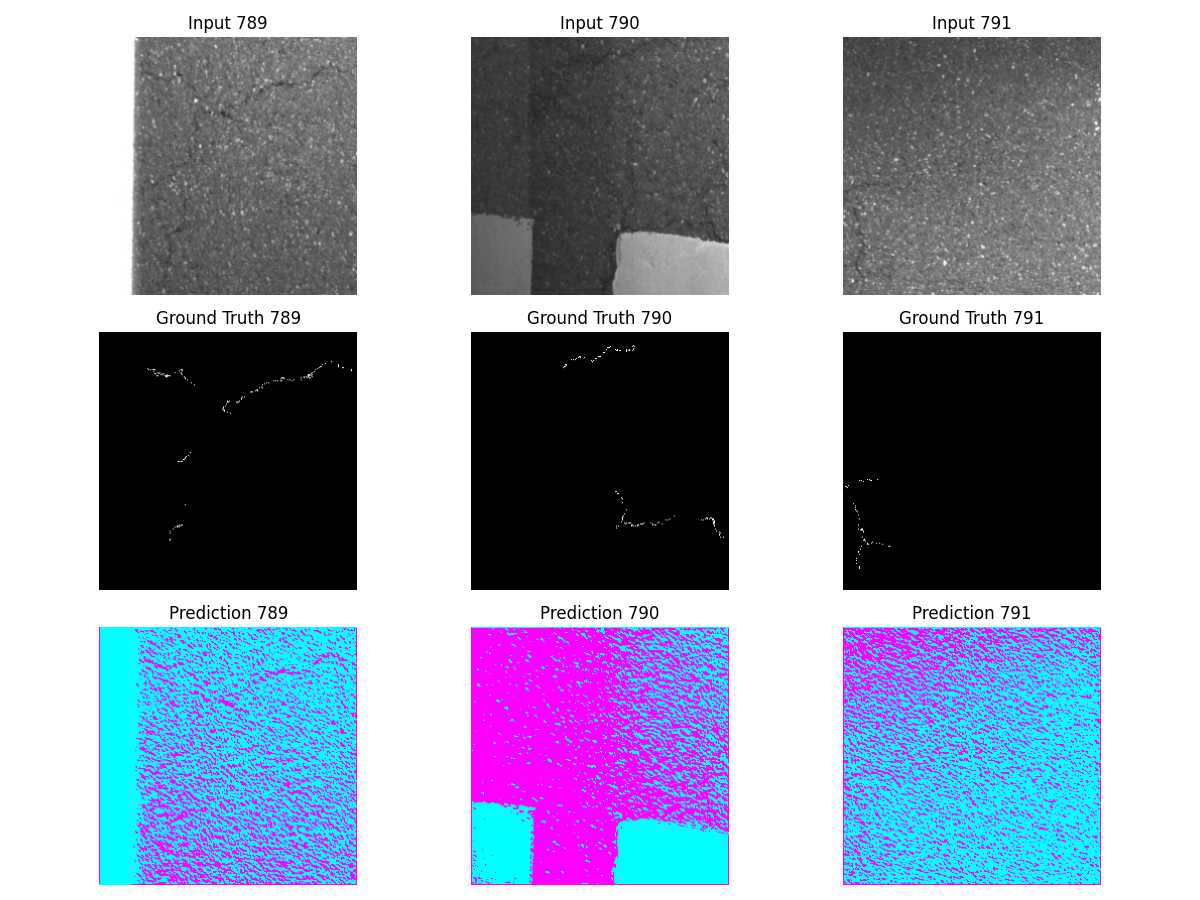 Input 789
Input 790
Input 791
Ground Truth 789
Ground Truth 790
Ground Truth 791
Prediction 789
Prediction 790
Prediction 791